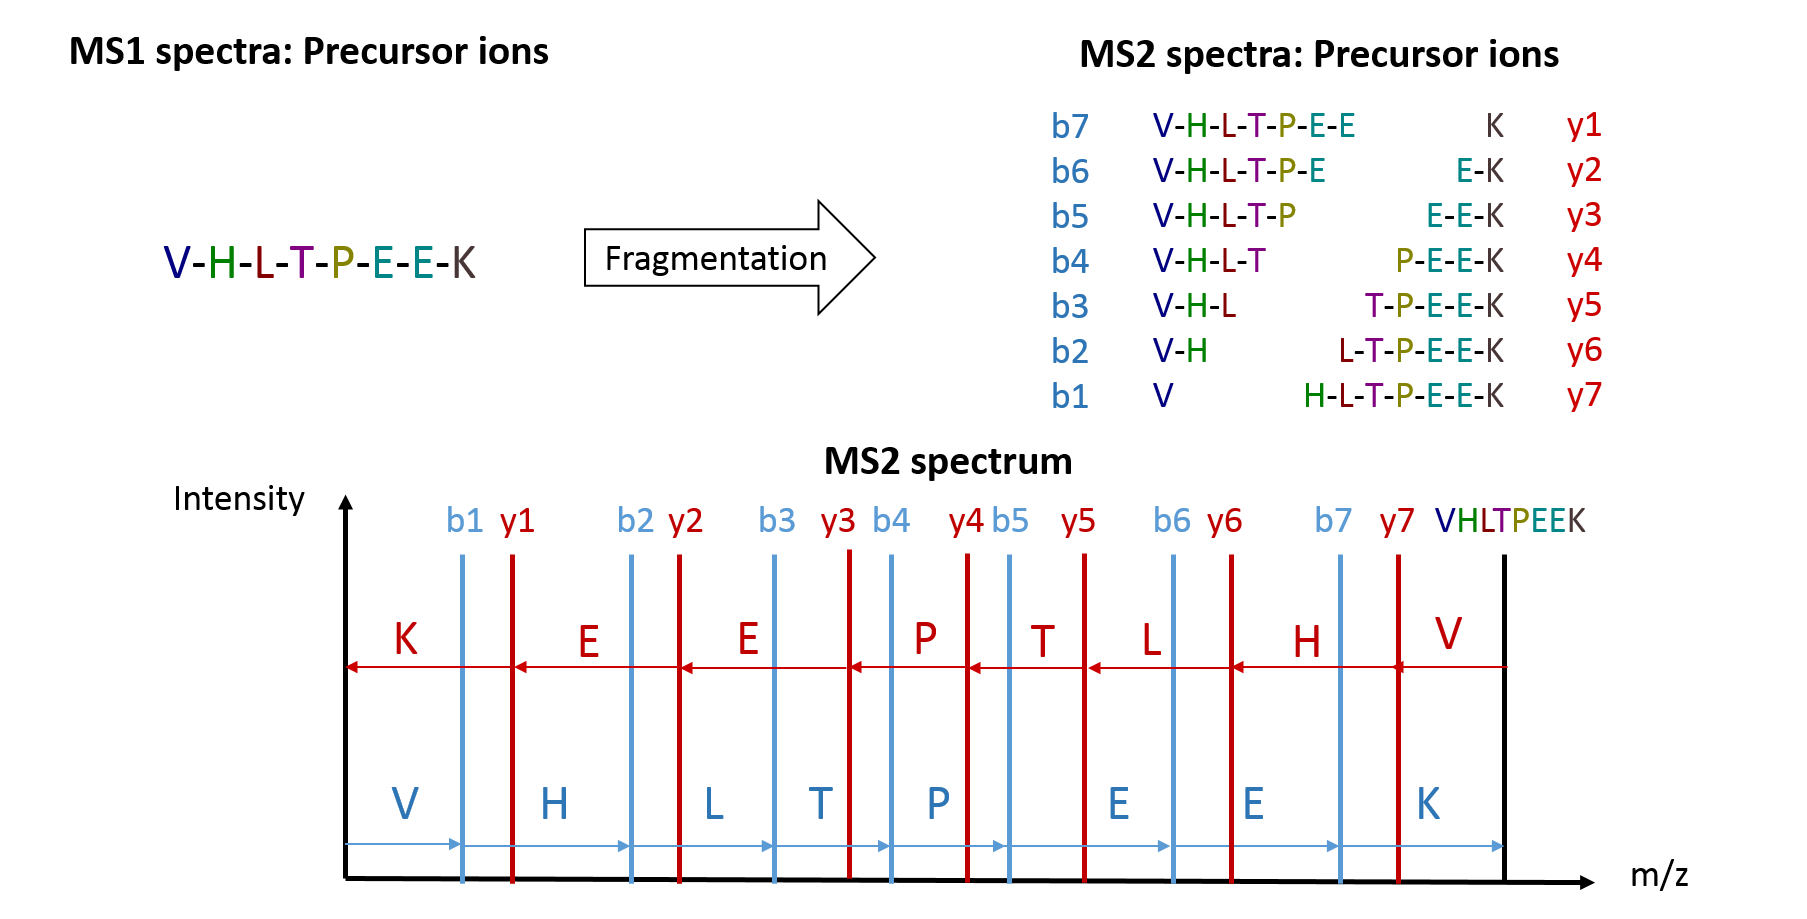 MS1 spectra: Precursor ions
MS2 spectra: Precursor ions
V-H-L-T-P-E-E-K
Fragmentation
b7 V-H-L-T-P-E-E K y1
b6 V-H-L-T-P-E E-K y2
b5 V-H-L-T-P E-E-K y3
b4 V-H-L-T P-E-E-K y4
b3 V-H-L T-P-E-E-K y5
b2 V-H L-T-P-E-E-K y6
b1 V H-L-T-P-E-E-K y7
MS2 spectrum
Intensity
b1 y1 b2 y2 b3 y3 b4 y4 b5 y5 b6 y6 b7 y7 VHLTPEEK
K E E P T L H V
V H L T P E E K
m/z